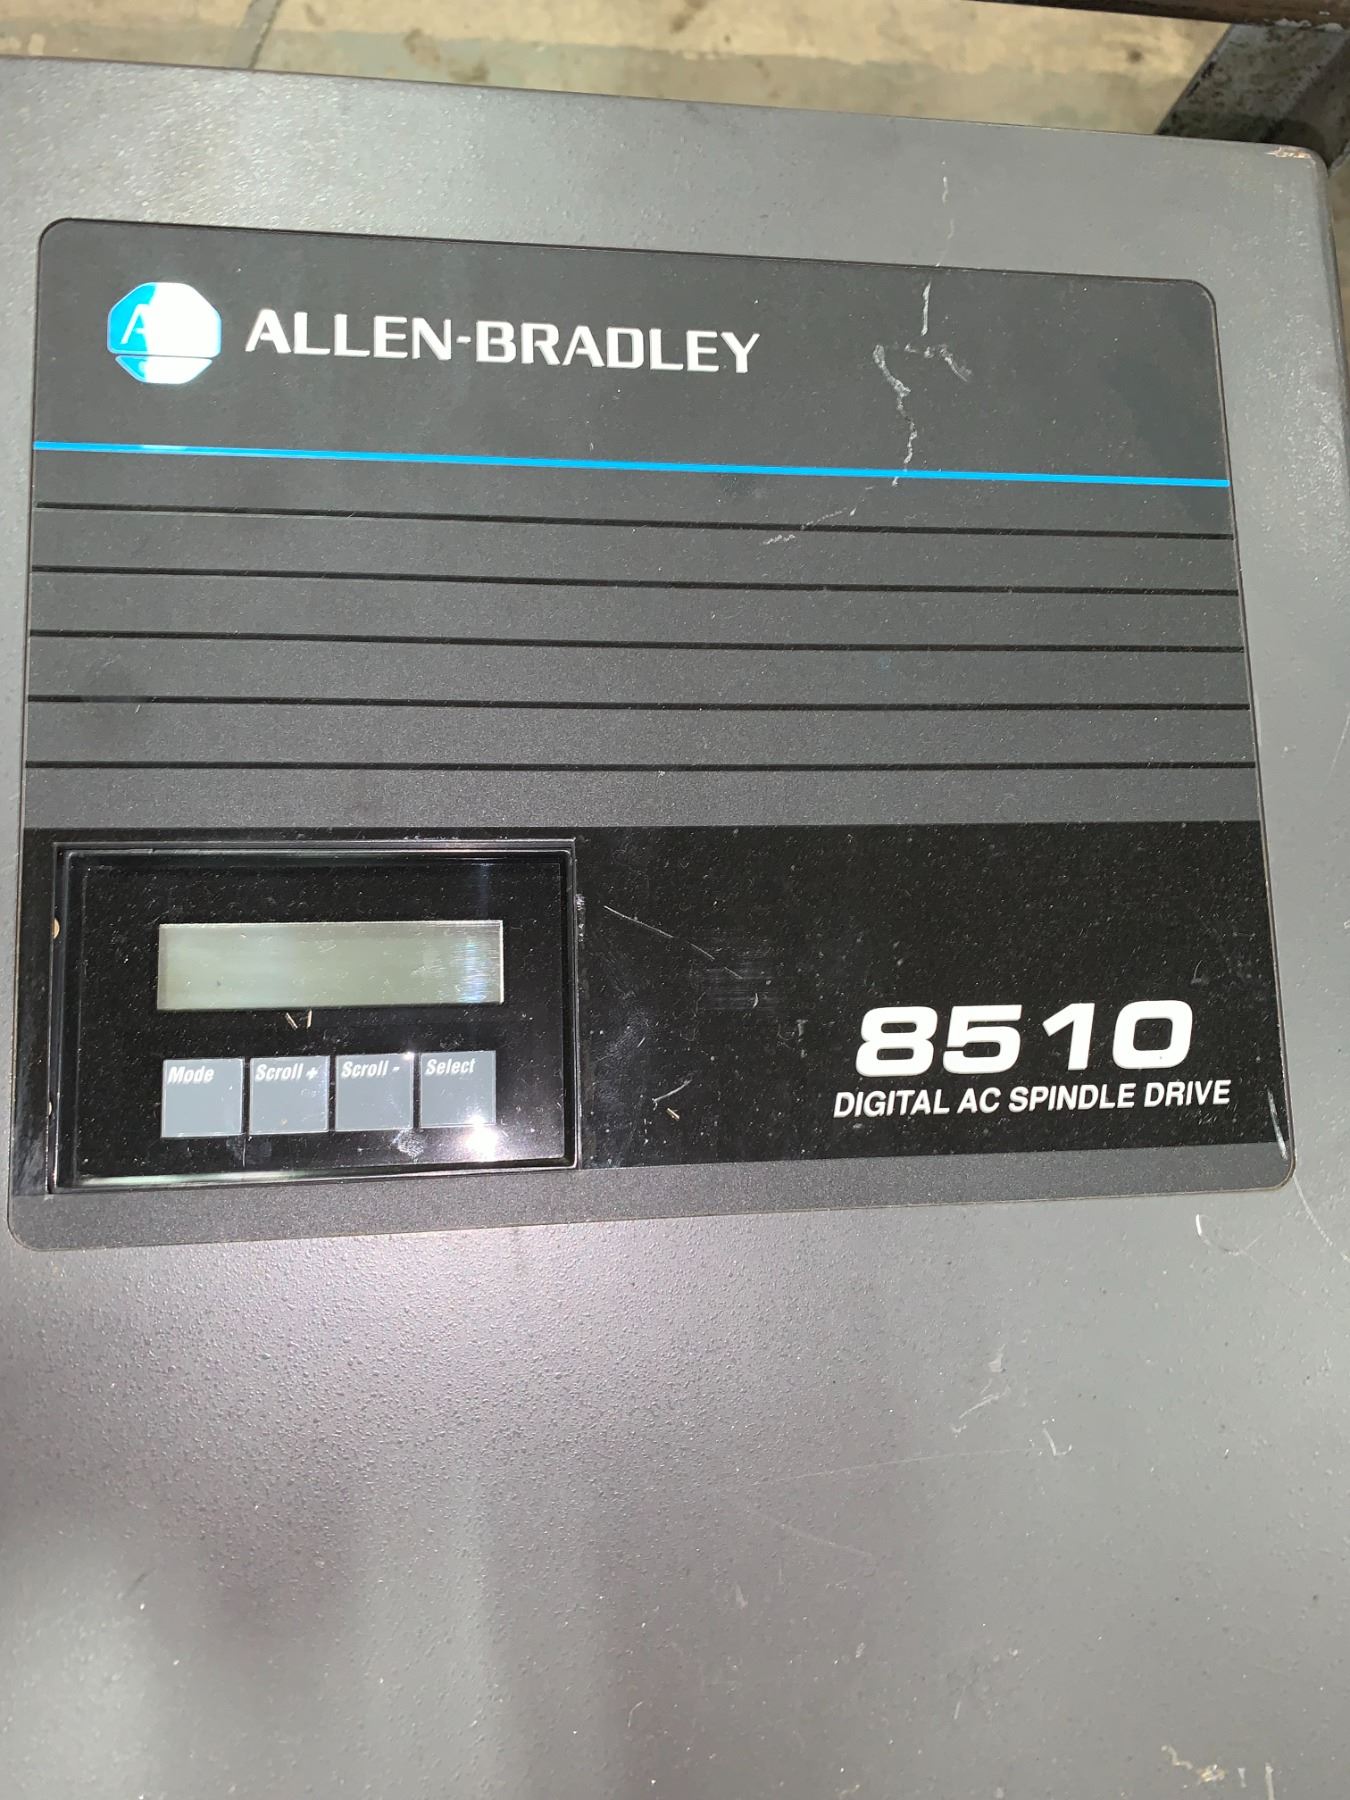 A
ALLEN-BRADLEY
Mode Scroll + Scroll - Select
8510
DIGITAL AC SPINDLE DRIVE